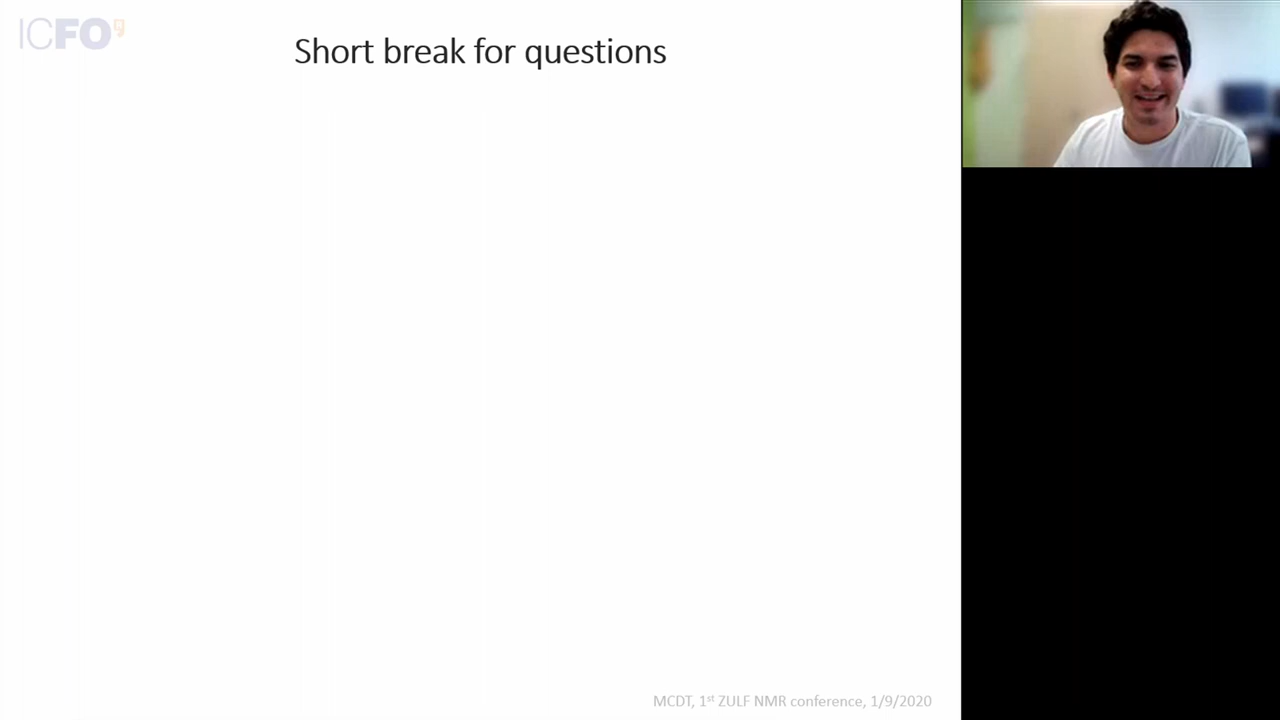 ICFO
Short break for questions
MCDT, 1st ZULF NMR conference, 1/9/2020